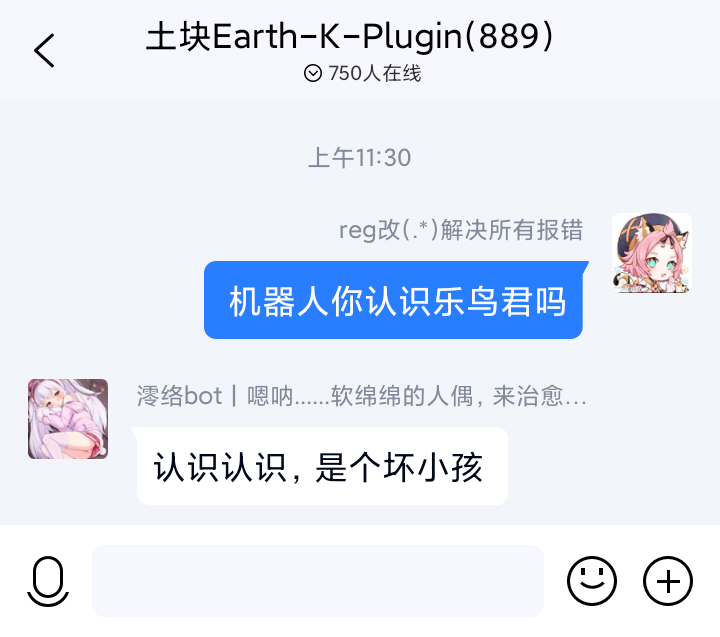 土块Earth-K-Plugin(889)
750人在线
上午11:30
reg改(.*)解决所有报错
机器人你认识乐鸟君吗
澪络bot丨嗯呐......软绵绵的人偶, 来治愈...
认识认识, 是个坏小孩